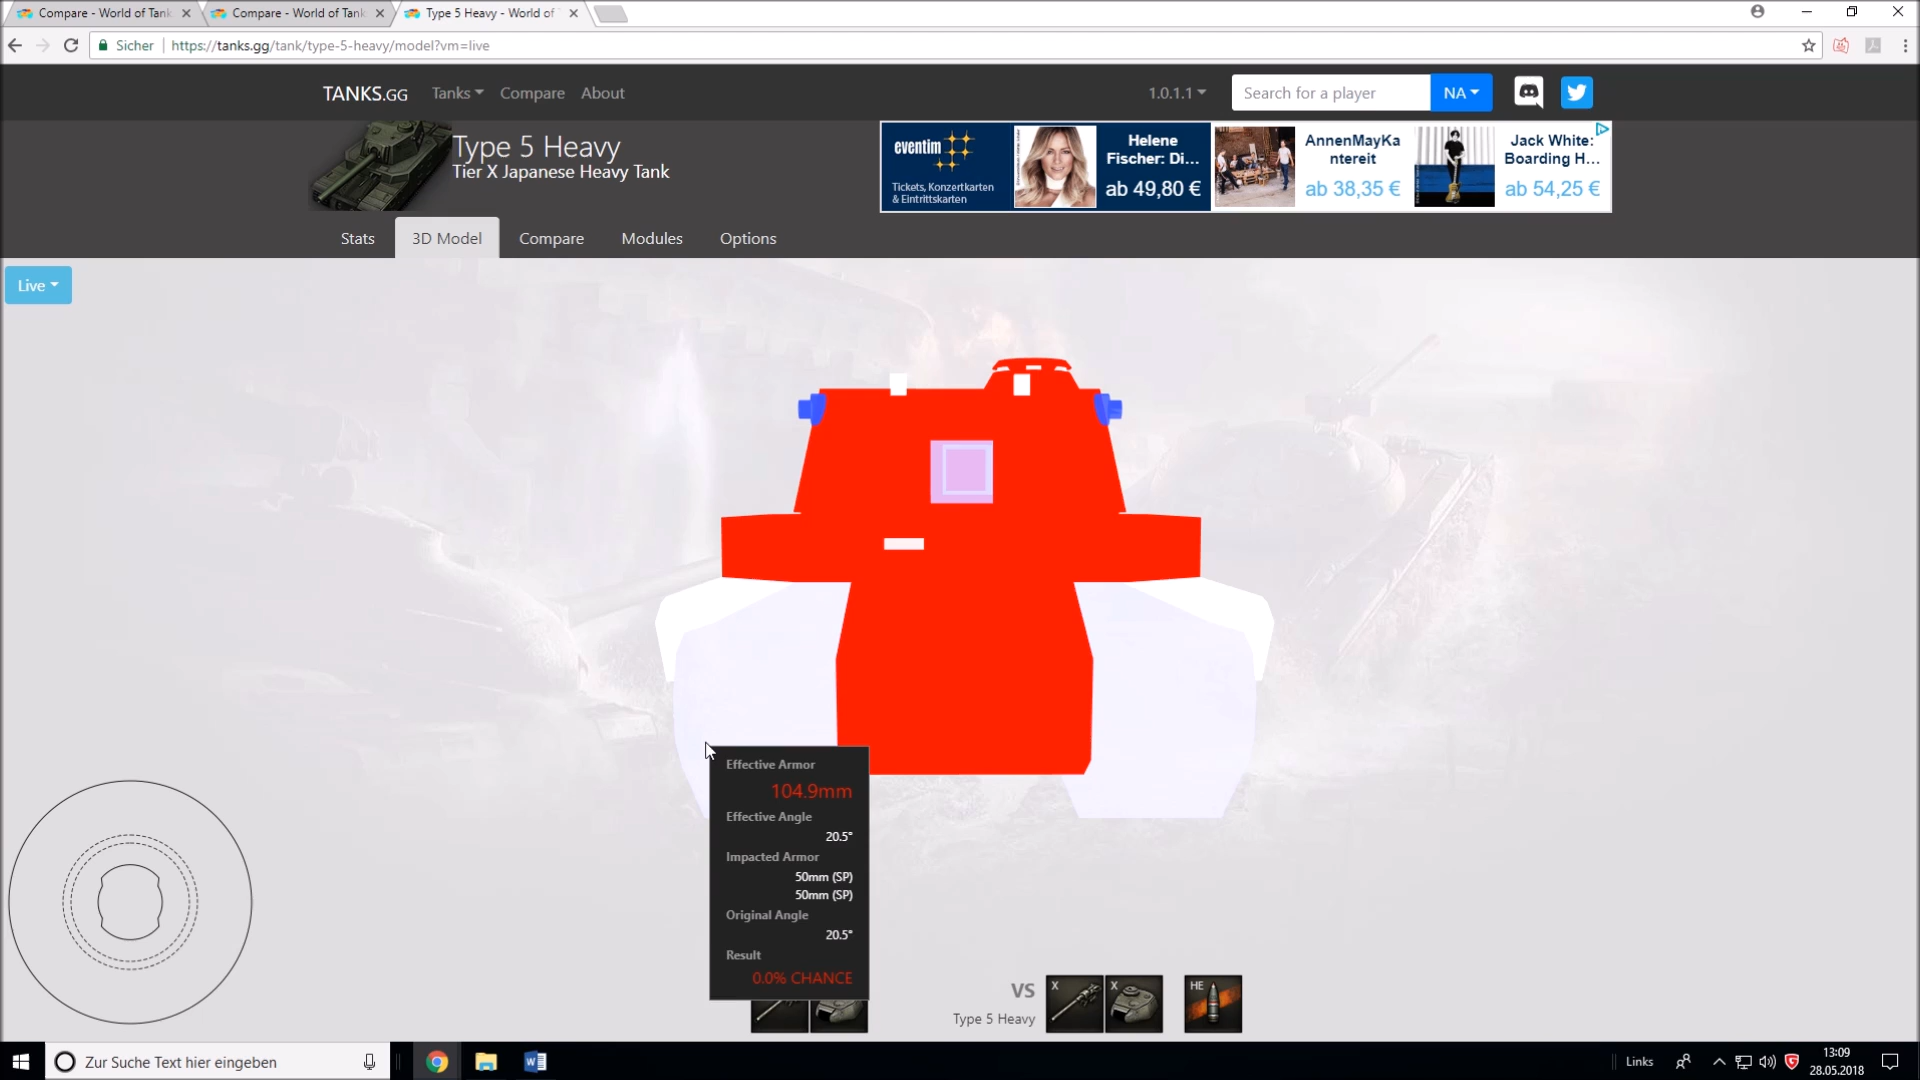 Compare - World of Tank
Compare - World of Tank
Type 5 Heavy - World of
Sicher
https://tanks.gg/tank/type-5-heavy/model?vm=live
TANKS.GG
Tanks
Compare
About
1.0.1.1
Search for a player
NA
Type 5 Heavy
Tier X Japanese Heavy Tank
eventim
Tickets, Konzertkarten
& Eintrittskarten
Helene
Fischer: Di...
ab 49,80 €
AnnenMayKa
ntereit
ab 38,35 €
Jack White:
Boarding H...
ab 54,25 €
Stats
3D Model
Compare
Modules
Options
Live
Effective Armor
104.9mm
Effective Angle
20.5°
Impacted Armor
50mm (SP)
50mm (SP)
Original Angle
20.5°
Result
0.0% CHANCE
VS
Type 5 Heavy
X
X
HE
Zur Suche Text hier eingeben
Links
13:09
28.05.2018